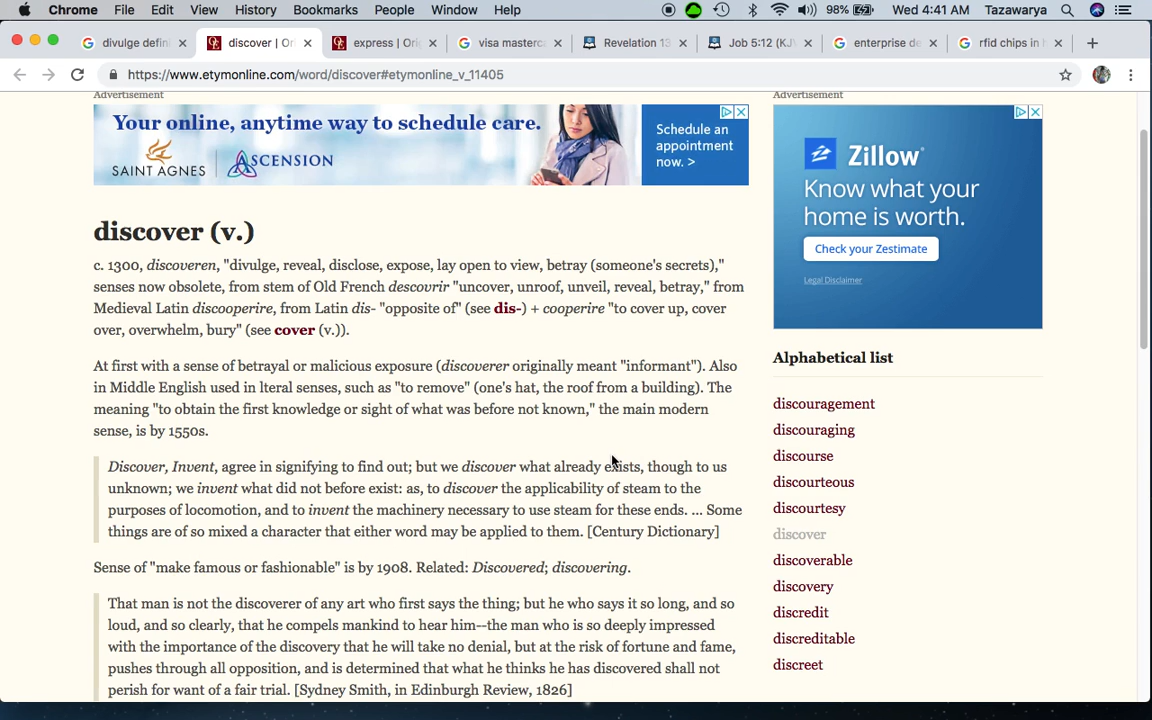 Chrome File Edit View History Bookmarks People Window Help 98% Wed 4:41 AM Tazawarya
divulge defin discover | Or express | Orig visa masterca Revelation 13 Job 5:12 (KJV enterprise de rfid chips in h
https://www.etymonline.com/word/discover#etymonline_v_11405
Advertisement
Your online, anytime way to schedule care.
SAINT AGNES ASCENSION
Schedule an
appointment
now. >
discover (v.)
c. 1300, discoveren, "divulge, reveal, disclose, expose, lay open to view, betray (someone's secrets),"
senses now obsolete, from stem of Old French descovrir "uncover, unroof, unveil, reveal, betray," from
Medieval Latin discooperire, from Latin dis- "opposite of" (see dis-) + cooperire "to cover up, cover
over, overwhelm, bury" (see cover (v.)).
At first with a sense of betrayal or malicious exposure (discoverer originally meant "informant"). Also
in Middle English used in lteral senses, such as "to remove" (one's hat, the roof from a building). The
meaning "to obtain the first knowledge or sight of what was before not known," the main modern
sense, is by 1550s.
Discover, Invent, agree in signifying to find out; but we discover what already exists, though to us
unknown; we invent what did not before exist: as, to discover the applicability of steam to the
purposes of locomotion, and to invent the machinery necessary to use steam for these ends. ... Some
things are of so mixed a character that either word may be applied to them. [Century Dictionary]
Sense of "make famous or fashionable" is by 1908. Related: Discovered; discovering.
That man is not the discoverer of any art who first says the thing; but he who says it so long, and so
loud, and so clearly, that he compels mankind to hear him--the man who is so deeply impressed
with the importance of the discovery that he will take no denial, but at the risk of fortune and fame,
pushes through all opposition, and is determined that what he thinks he has discovered shall not
perish for want of a fair trial. [Sydney Smith, in Edinburgh Review, 1826]
Advertisement
Zillow
Know what your
home is worth.
Check your Zestimate
Legal Disclaimer
Alphabetical list
discouragement
discouraging
discourse
discourteous
discourtesy
discover
discoverable
discovery
discredit
discreditable
discreet